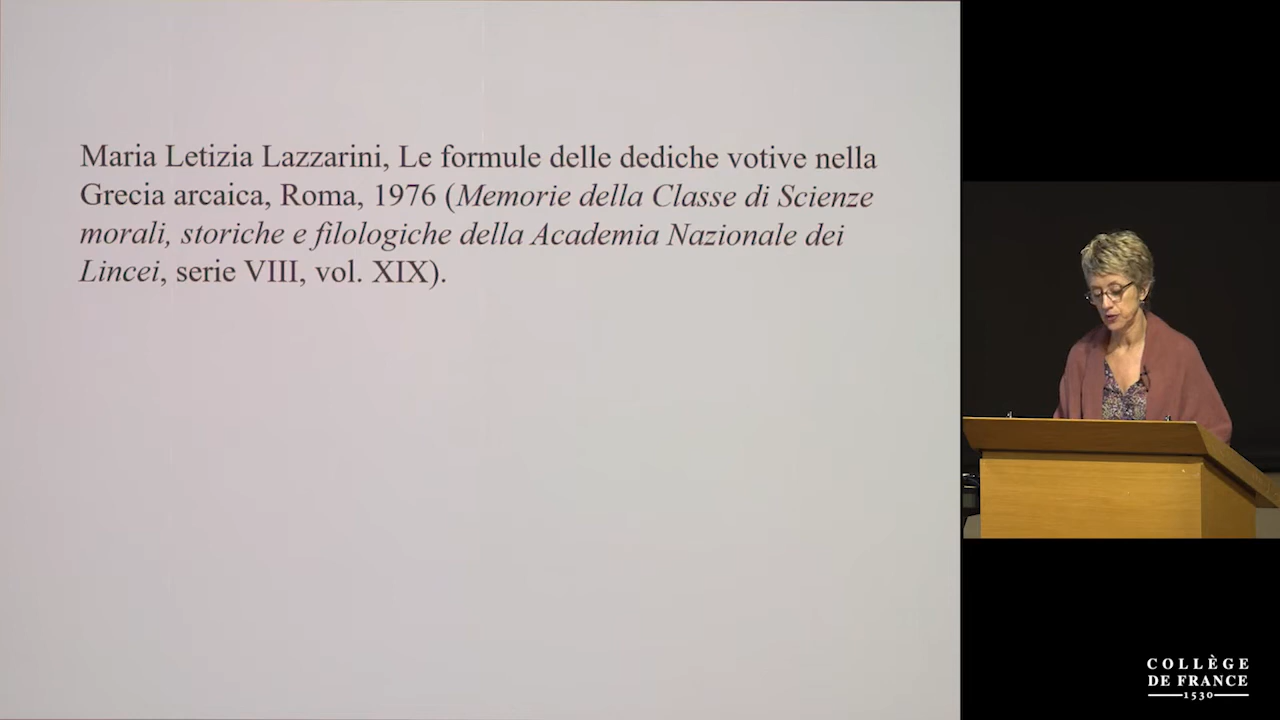 Maria Letizia Lazzarini, Le formule delle dediche votive nella
Grecia arcaica, Roma, 1976 (Memorie della Classe di Scienze
morali, storiche e filologiche della Academia Nazionale dei
Lincei, serie VIII, vol. XIX).
COLLÈGE
DE FRANCE
1530